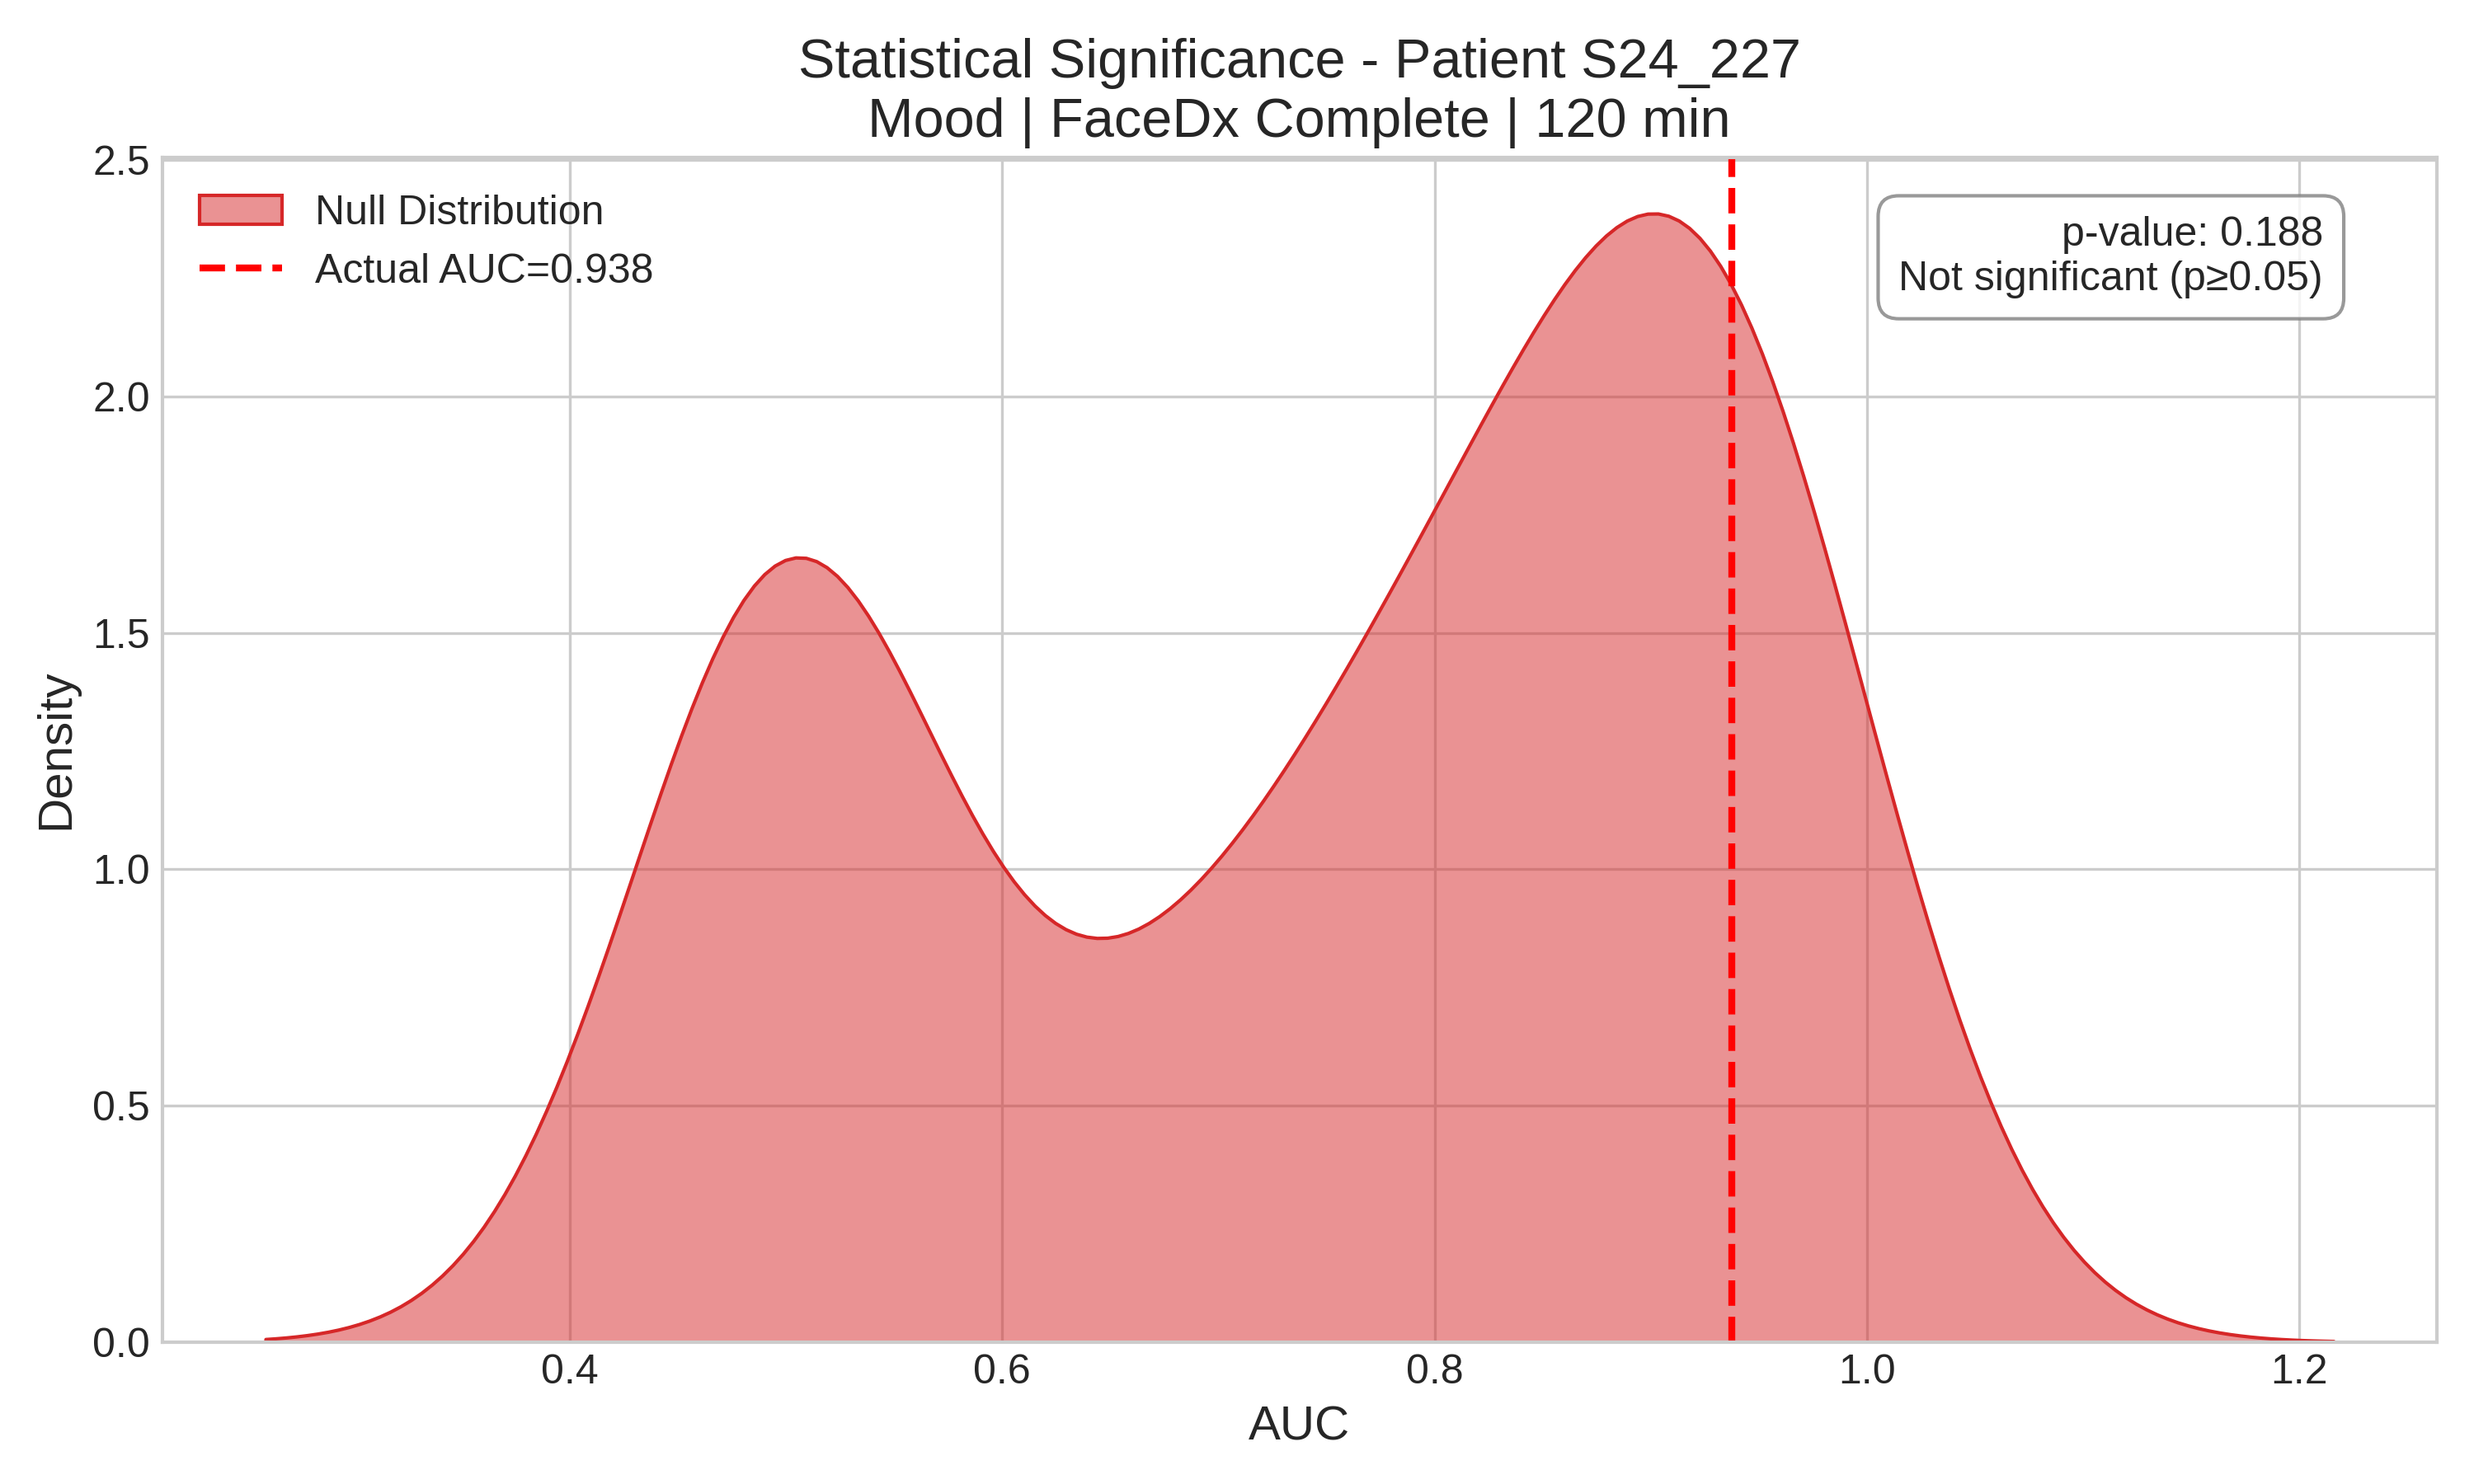 Statistical Significance - Patient S24_227
Mood | FaceDx Complete | 120 min
Null Distribution
Actual AUC=0.938
p-value: 0.188
Not significant (p≥0.05)
Density
2.5
2.0
1.5
1.0
0.5
0.0
0.4
0.6
0.8
1.0
1.2
AUC